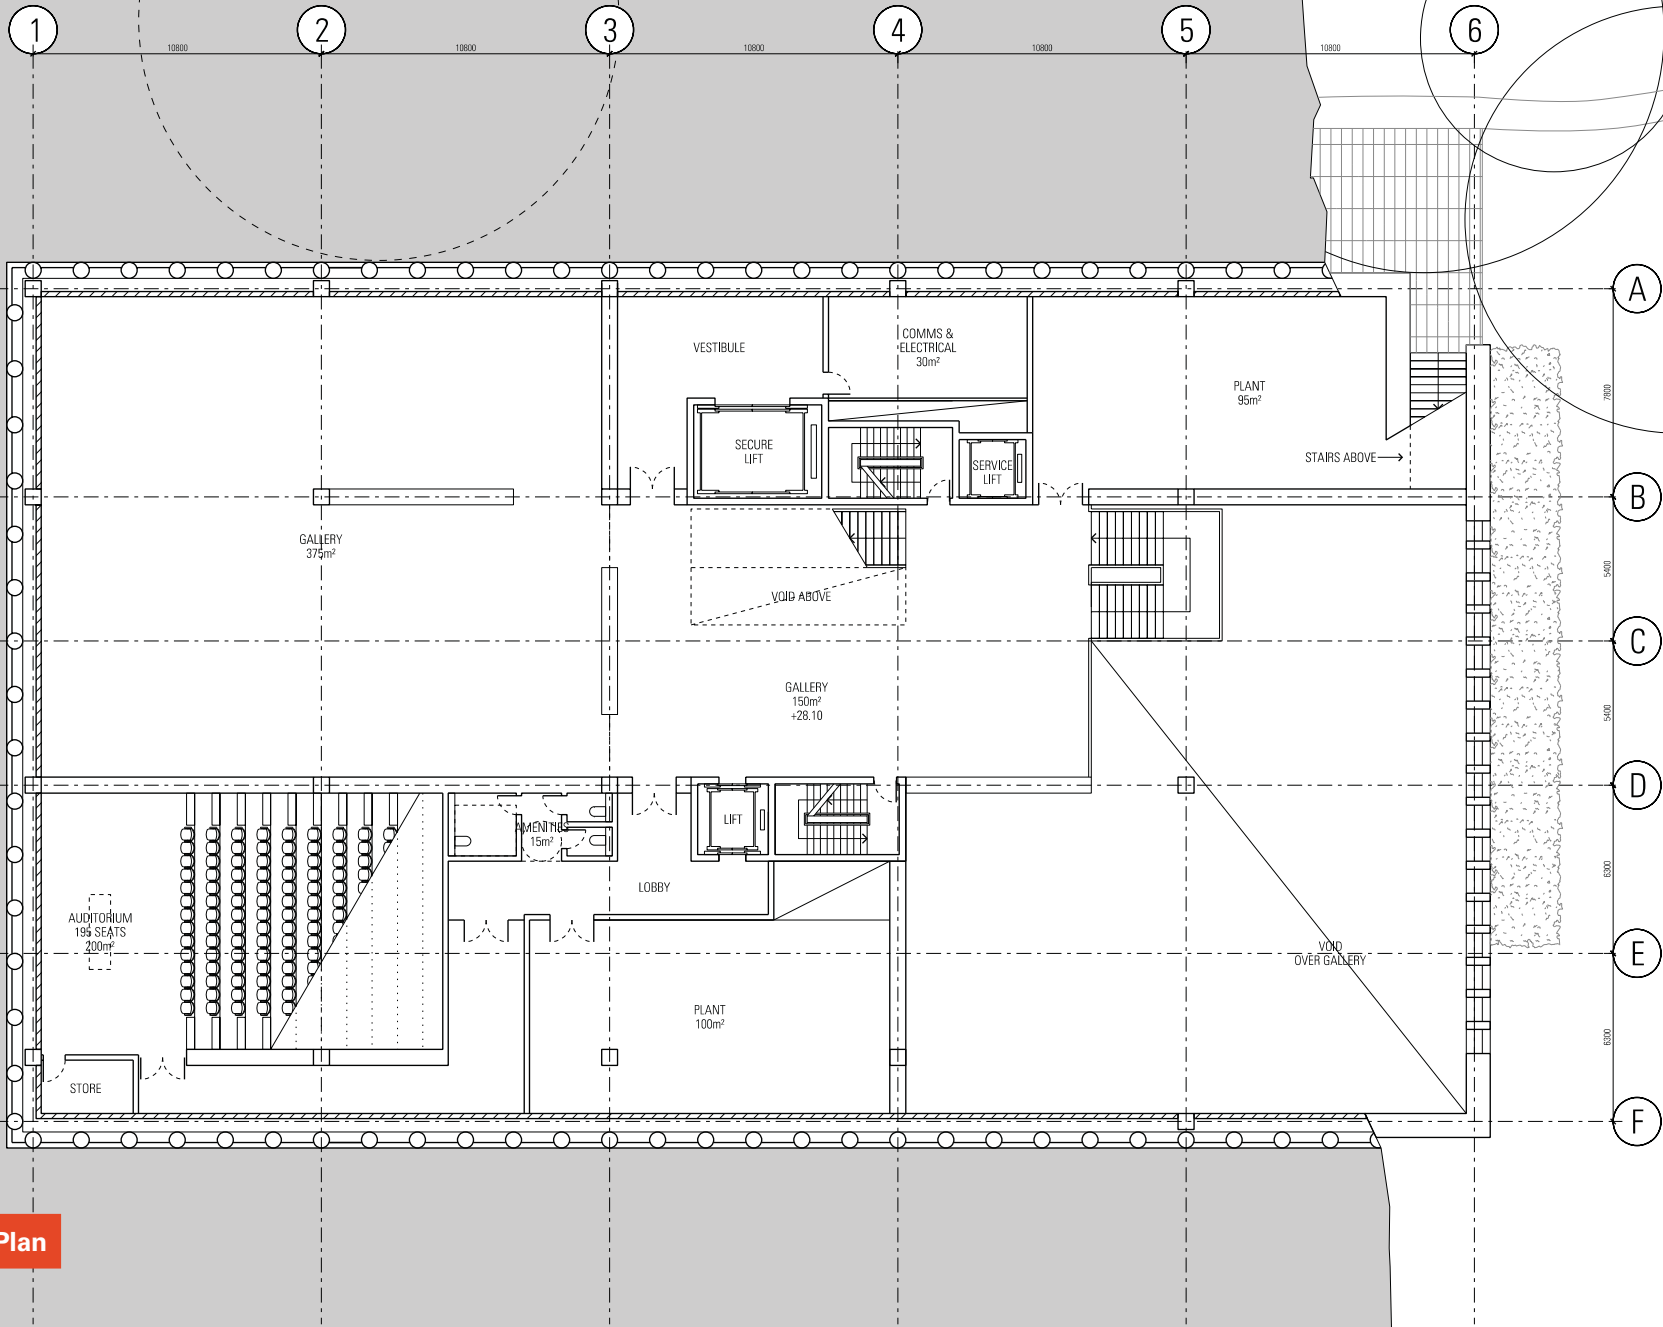 1
2
3
4
5
6
10800
10800
10800
10800
10800
A
VESTIBULE
COMMS &
ELECTRICAL
30m²
PLANT
95m²
7800
SECURE
LIFT
SERVICE
LIFT
STAIRS ABOVE
B
GALLERY
375m²
VOID ABOVE
5400
C
GALLERY
150m²
+28.10
5400
D
AMENITIES
15m²
LIFT
LOBBY
6300
AUDITORIUM
195 SEATS
200m²
VOID
OVER GALLERY
E
PLANT
100m²
6300
STORE
F
Plan